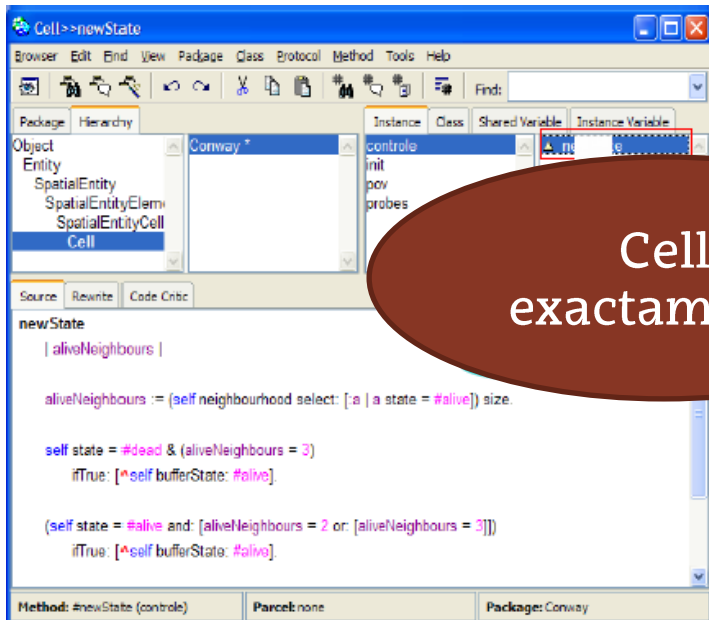 Cell>>newState
Browser Edit Find View Package Class Protocol Method Tools Help
Find:
Package Hierarchy Instance Class Shared Variable Instance Variable
Object
Entity
SpatialEntity
SpatialEntityEleme
SpatialEntityCell
Cell
Conway *
controle
init
pov
probes
Cell
exactam
Source Rewrite Code Critic
newState
| aliveNeighbours |
aliveNeighbours := (self neighbourhood select: [:a | a state = #alive]) size.
self state = #dead & (aliveNeighbours = 3)
ifTrue: [^self bufferState: #alive].
(self state = #alive and: [aliveNeighbours = 2 or: [aliveNeighbours = 3]])
ifTrue: [^self bufferState: #alive].
Method: #newState (controle) Parcel: none Package: Conway